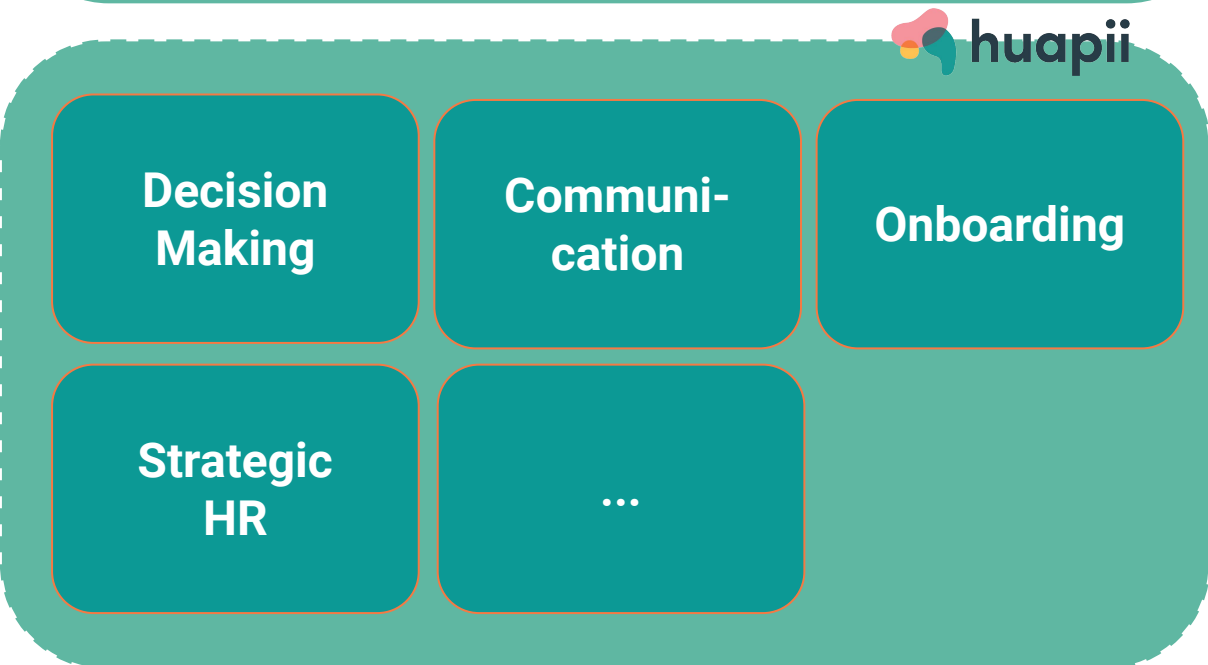 huapii
Decision
Making
Communi-
cation
Onboarding
Strategic
HR
...